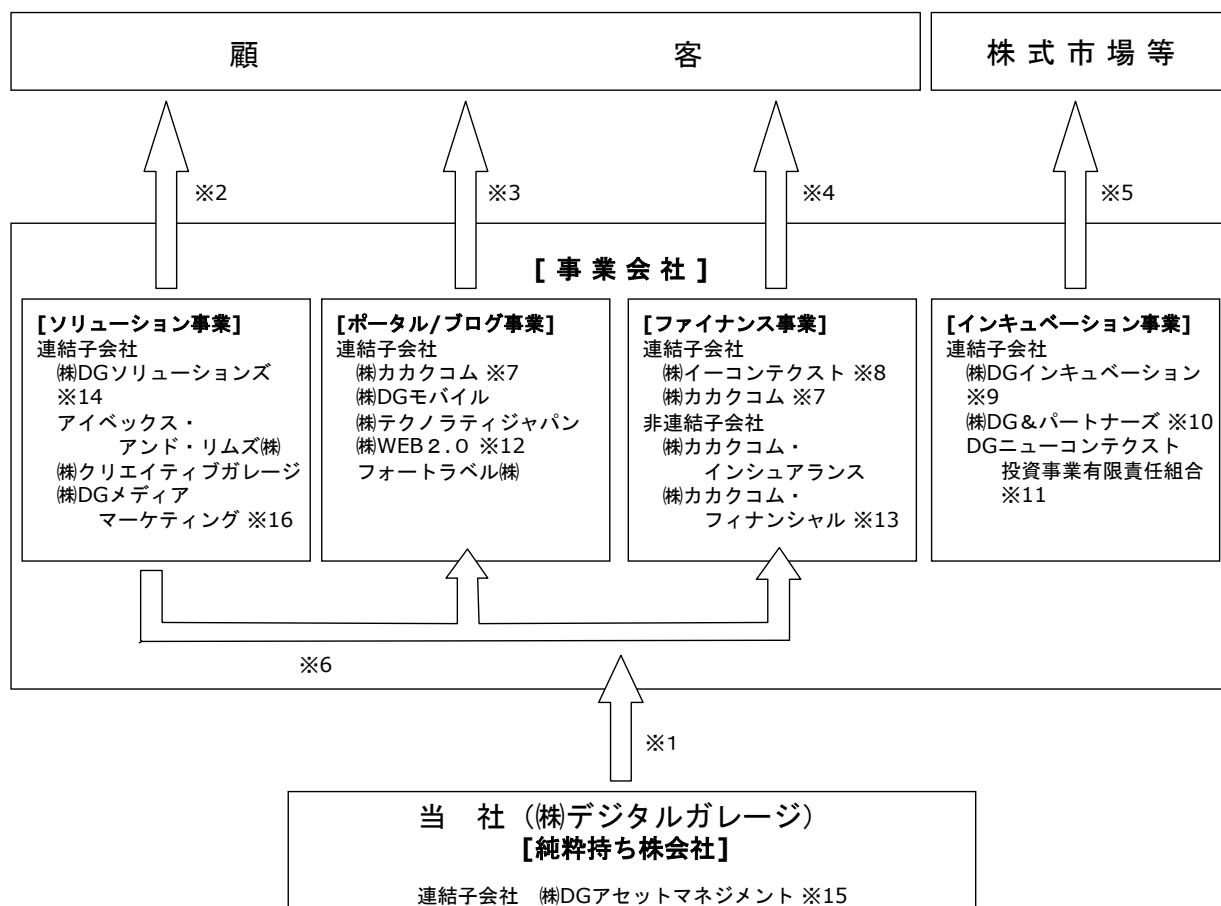 顧　客
株式市場等
※2
※3
※4
※5
[事業会社]
[ソリューション事業]
連結子会社
㈱DGソリューションズ
※14
アイベックス・
アンド・リムズ㈱
㈱クリエイティブガレージ
㈱DGメディア
マーケティング ※16
[ポータル/ブログ事業]
連結子会社
㈱カカクコム ※7
㈱DGモバイル
㈱テクノラティジャパン
㈱WEB2.0 ※12
フォートラベル㈱
[ファイナンス事業]
連結子会社
㈱イーコンテクスト ※8
㈱カカクコム ※7
非連結子会社
㈱カカクコム・
インシュアランス
㈱カカクコム・
フィナンシャル ※13
[インキュベーション事業]
連結子会社
㈱DGインキュベーション
※9
㈱DG&パートナーズ ※10
DGニューコンテクスト
投資事業有限責任組合
※11
※6
※1
当　社（㈱デジタルガレージ）
[純粋持ち株会社]
連結子会社　㈱DGアセットマネジメント ※15